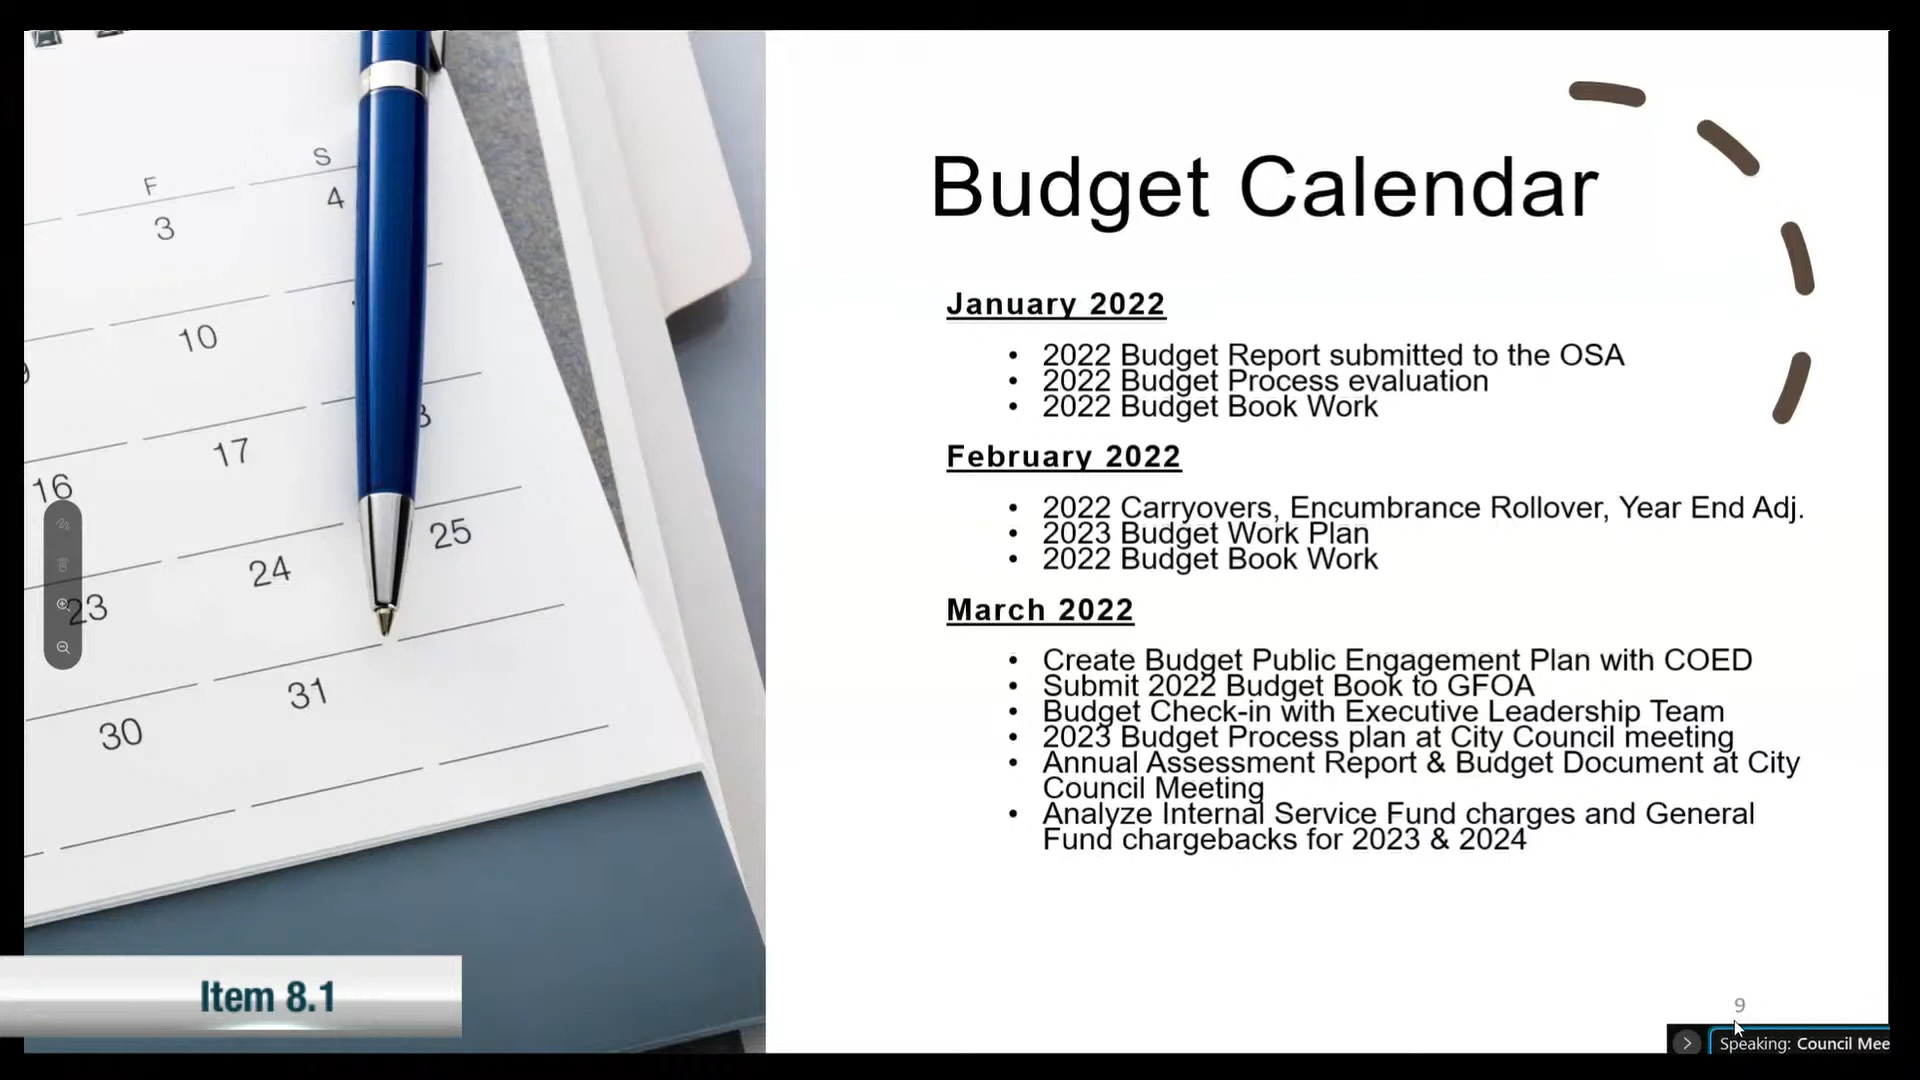 Budget Calendar
January 2022
• 2022 Budget Report submitted to the OSA
• 2022 Budget Process evaluation
• 2022 Budget Book Work
February 2022
• 2022 Carryovers, Encumbrance Rollover, Year End Adj.
• 2023 Budget Work Plan
• 2022 Budget Book Work
March 2022
• Create Budget Public Engagement Plan with COED
• Submit 2022 Budget Book to GFOA
• Budget Check-in with Executive Leadership Team
• 2023 Budget Process plan at City Council meeting
• Annual Assessment Report & Budget Document at City
Council Meeting
• Analyze Internal Service Fund charges and General
Fund chargebacks for 2023 & 2024
F S
3 4
10
17
16
24 25
23
31
30
Item 8.1
9
Speaking: Council Mee